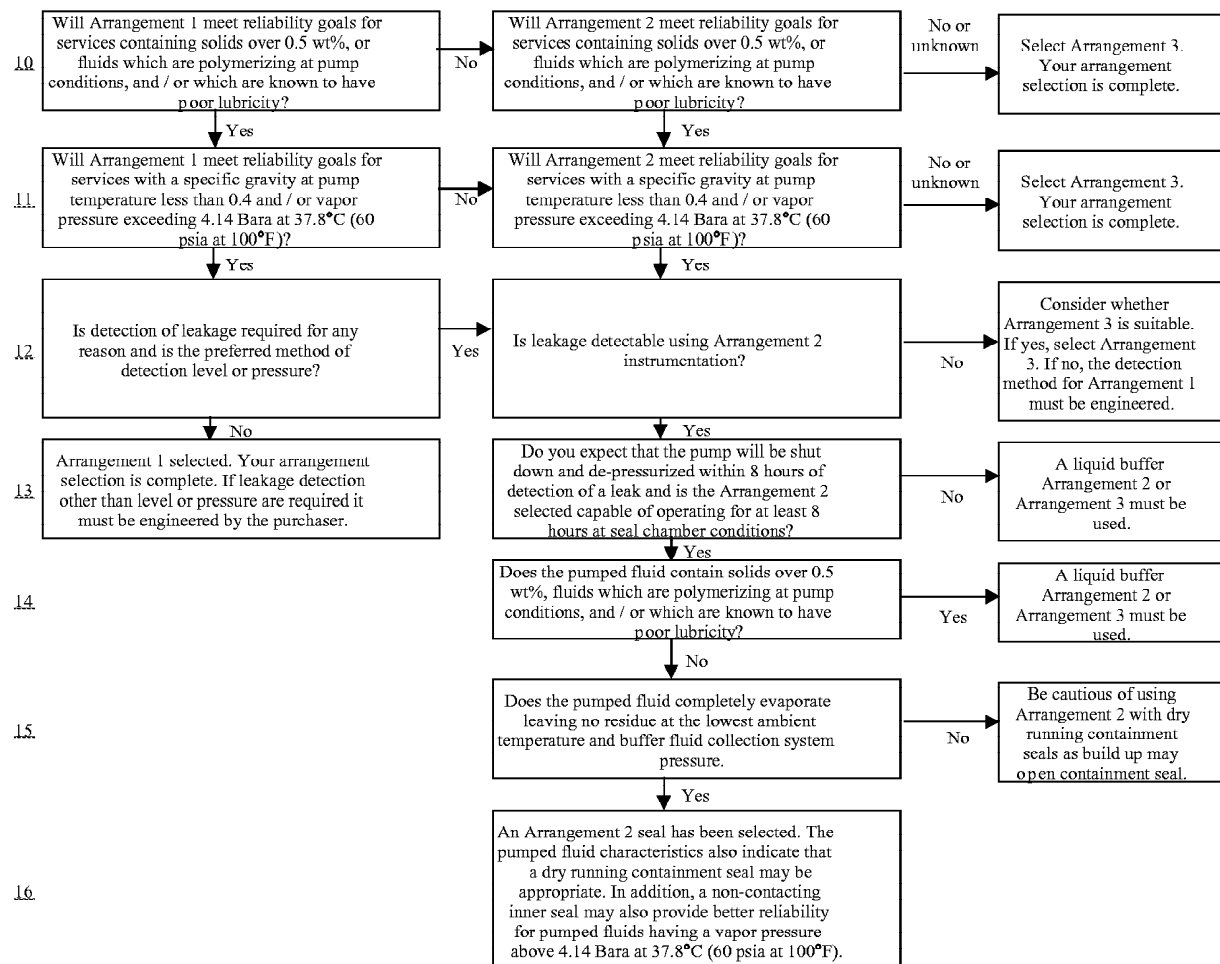 10
Will Arrangement 1 meet reliability goals for
services containing solids over 0.5 wt%, or
fluids which are polymerizing at pump
conditions, and / or which are known to have
poor lubricity?
No
Will Arrangement 2 meet reliability goals for
services containing solids over 0.5 wt%, or
fluids which are polymerizing at pump
conditions, and / or which are known to have
poor lubricity?
No or
unknown
Select Arrangement 3.
Your arrangement
selection is complete.
Yes
Yes
11
Will Arrangement 1 meet reliability goals for
services with a specific gravity at pump
temperature less than 0.4 and / or vapor
pressure exceeding 4.14 Bara at 37.8°C (60
psia at 100°F)?
No
Will Arrangement 2 meet reliability goals for
services with a specific gravity at pump
temperature less than 0.4 and / or vapor
pressure exceeding 4.14 Bara at 37.8°C (60
psia at 100°F)?
No or
unknown
Select Arrangement 3.
Your arrangement
selection is complete.
Yes
Yes
12
Is detection of leakage required for any
reason and is the preferred method of
detection level or pressure?
Yes
Is leakage detectable using Arrangement 2
instrumentation?
No
Consider whether
Arrangement 3 is suitable.
If yes, select Arrangement
3. If no, the detection
method for Arrangement 1
must be engineered.
No
Yes
13
Arrangement 1 selected. Your arrangement
selection is complete. If leakage detection
other than level or pressure are required it
must be engineered by the purchaser.
Do you expect that the pump will be shut
down and de-pressurized within 8 hours of
detection of a leak and is the Arrangement 2
selected capable of operating for at least 8
hours at seal chamber conditions?
No
A liquid buffer
Arrangement 2 or
Arrangement 3 must be
used.
Yes
14
Does the pumped fluid contain solids over 0.5
wt%, fluids which are polymerizing at pump
conditions, and / or which are known to have
poor lubricity?
Yes
A liquid buffer
Arrangement 2 or
Arrangement 3 must be
used.
No
15
Does the pumped fluid completely evaporate
leaving no residue at the lowest ambient
temperature and buffer fluid collection system
pressure.
No
Be cautious of using
Arrangement 2 with dry
running containment
seals as build up may
open containment seal.
Yes
16
An Arrangement 2 seal has been selected. The
pumped fluid characteristics also indicate that
a dry running containment seal may be
appropriate. In addition, a non-contacting
inner seal may also provide better reliability
for pumped fluids having a vapor pressure
above 4.14 Bara at 37.8°C (60 psia at 100°F).